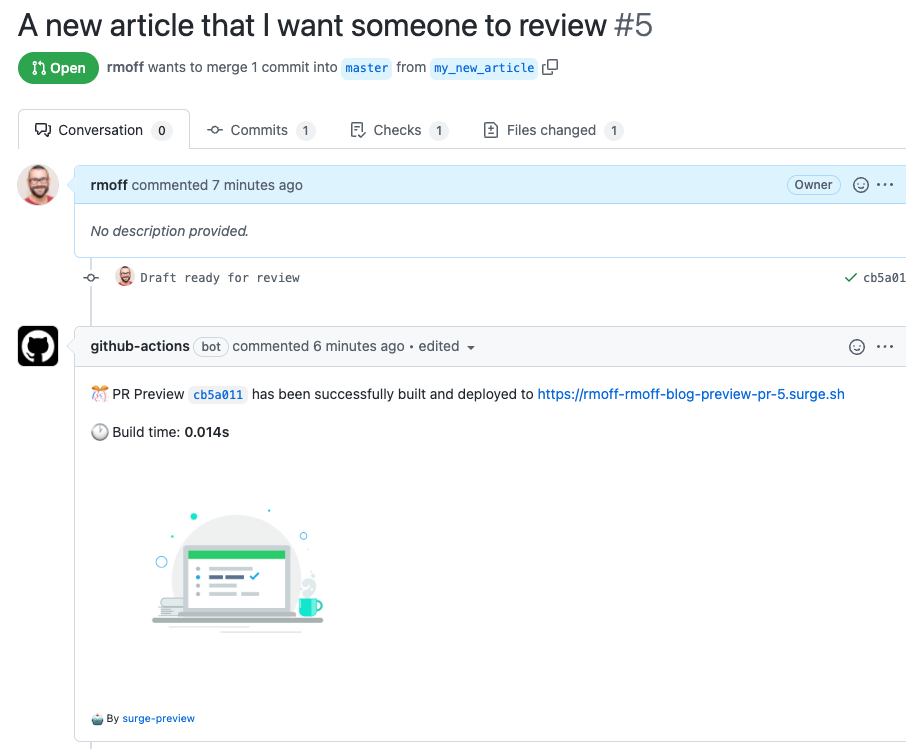 A new article that I want someone to review #5
Open rmoff wants to merge 1 commit into master from my_new_article
Conversation 0 Commits 1 Checks 1 Files changed 1
rmoff commented 7 minutes ago Owner
No description provided.
Draft ready for review cb5a01
github-actions bot commented 6 minutes ago • edited
PR Preview cb5a011 has been successfully built and deployed to https://rmoff-rmoff-blog-preview-pr-5.surge.sh
Build time: 0.014s
By surge-preview